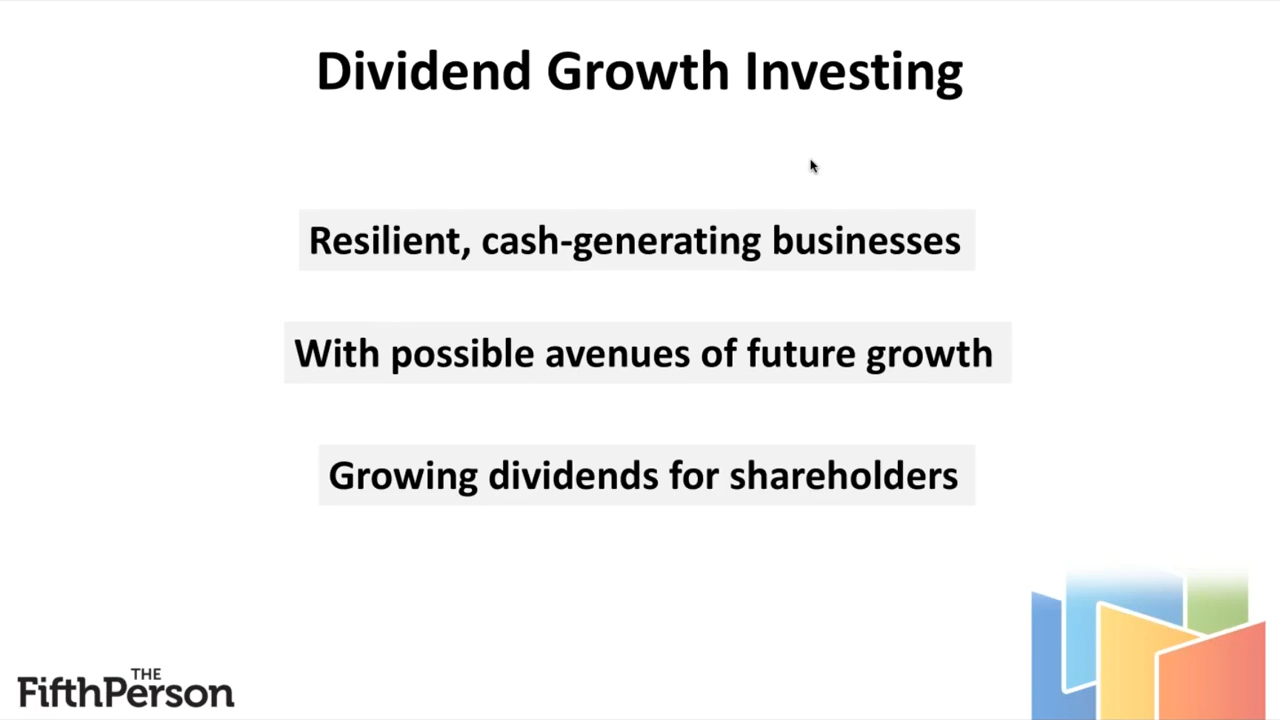 Dividend Growth Investing
Resilient, cash-generating businesses
With possible avenues of future growth
Growing dividends for shareholders
THE
FifthPerson